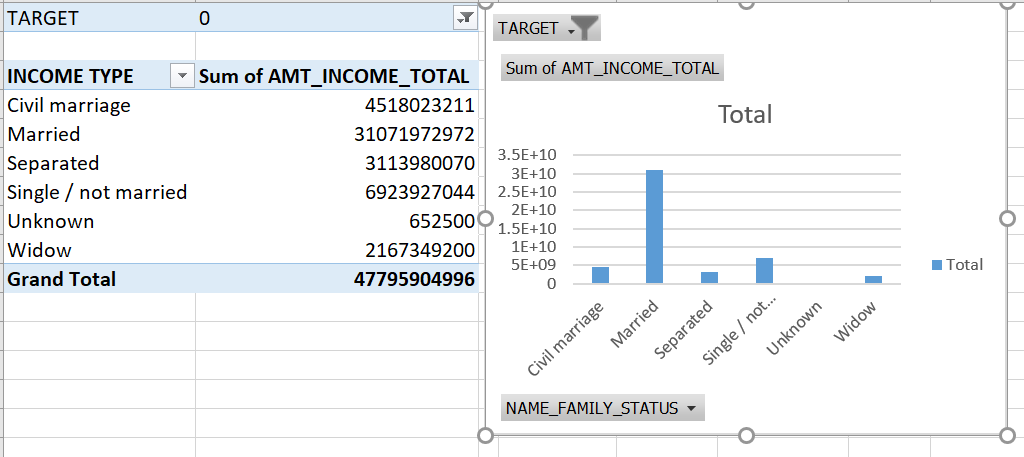 TARGET 0
INCOME TYPE Sum of AMT_INCOME_TOTAL
Civil marriage 4518023211
Married 31071972972
Separated 3113980070
Single / not married 6923927044
Unknown 652500
Widow 2167349200
Grand Total 47795904996
TARGET
Sum of AMT_INCOME_TOTAL
Total
3.5E+10
3E+10
2.5E+10
2E+10
1.5E+10
1E+10
5E+09
0
Civil marriage
Married
Separated
Single / not...
Unknown
Widow
Total
NAME_FAMILY_STATUS